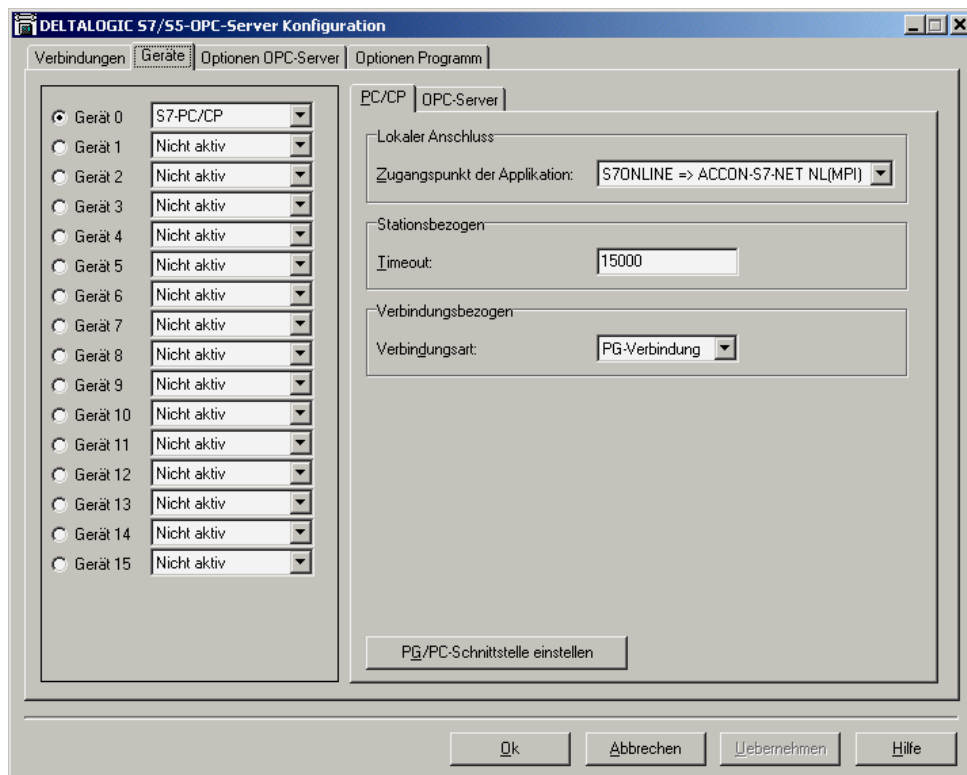 DELTALOGIC S7/S5-OPC-Server Konfiguration
Verbindungen Geräte Optionen OPC-Server Optionen Programm
Gerät 0 S7-PC/CP
Gerät 1 Nicht aktiv
Gerät 2 Nicht aktiv
Gerät 3 Nicht aktiv
Gerät 4 Nicht aktiv
Gerät 5 Nicht aktiv
Gerät 6 Nicht aktiv
Gerät 7 Nicht aktiv
Gerät 8 Nicht aktiv
Gerät 9 Nicht aktiv
Gerät 10 Nicht aktiv
Gerät 11 Nicht aktiv
Gerät 12 Nicht aktiv
Gerät 13 Nicht aktiv
Gerät 14 Nicht aktiv
Gerät 15 Nicht aktiv
PC/CP OPC-Server
Lokaler Anschluss
Zugangspunkt der Applikation: S7ONLINE => ACCON-S7-NET NL(MPI)
Stationsbezogen
Timeout: 15000
Verbindungsbezogen
Verbindungsart: PG-Verbindung
PG/PC-Schnittstelle einstellen
Ok Abbrechen Uebernehmen Hilfe